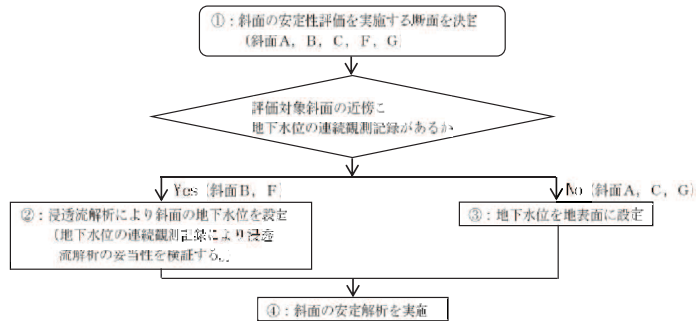 ①：斜面の安定性評価を実施する断面を決定
（斜面A，B，C，F，G）
評価対象斜面の近傍に
地下水位の連続観測記録があるか
Yes（斜面B，F）
No（斜面A，C，G）
②：浸透流解析により斜面の地下水位を設定
（地下水位の連続観測記録により浸透
流解析の妥当性を検証する。
③：地下水位を地表面に設定
④：斜面の安定解析を実施